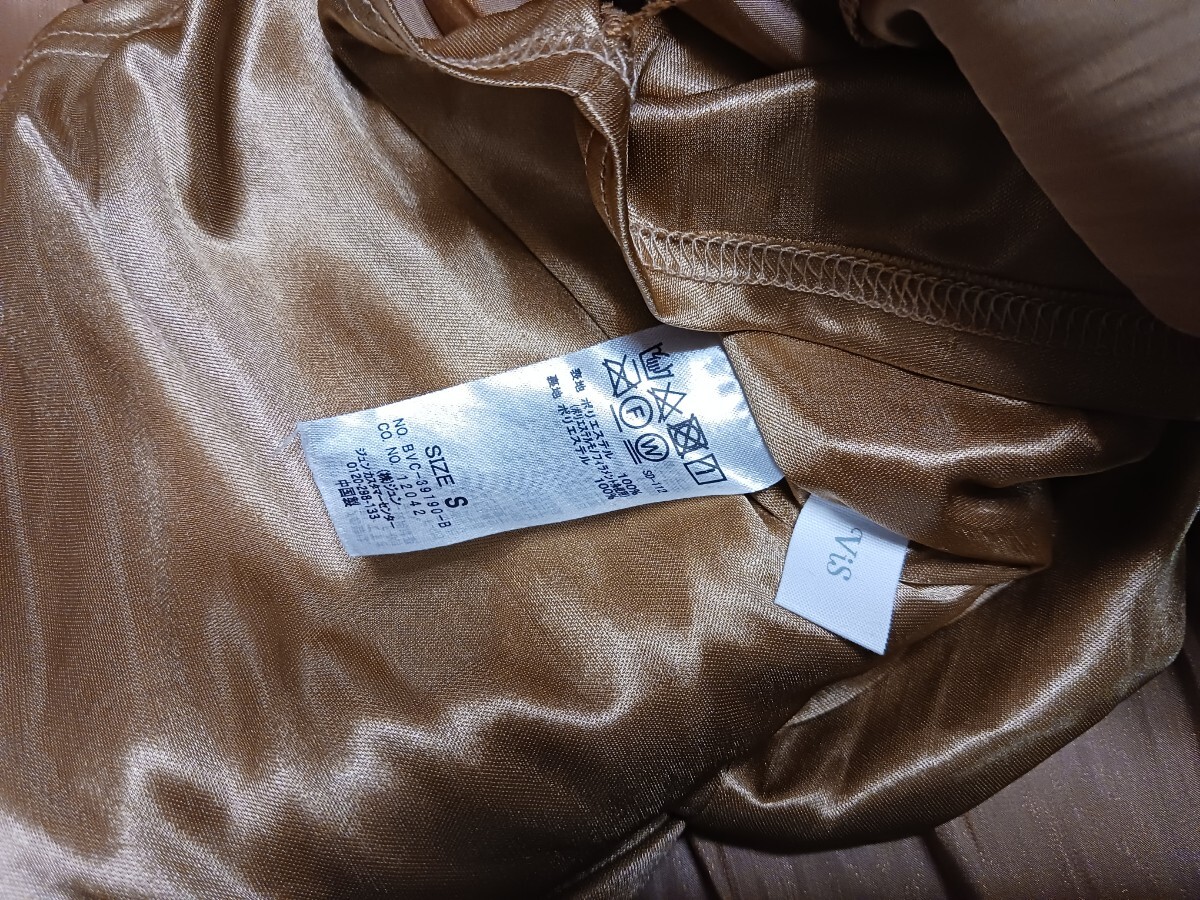 SP-112
表地 ポリエステル 100%
裏地 ポリエステル 100%
SIZE S
NO. BVC-39190-B
CO. NO. 12042
(株)ジュン
ジュンカスタマーセンター
0120-298-133
中国製
ViS
F
W